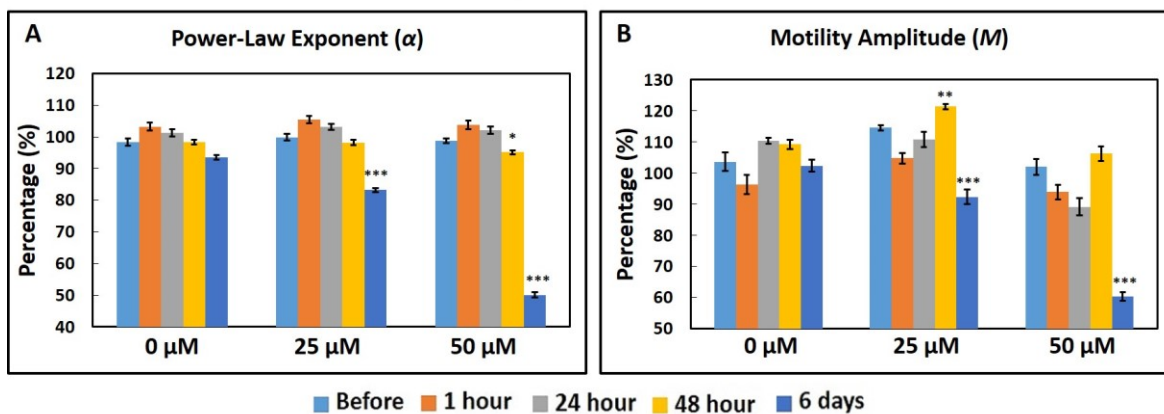 A
Power-Law Exponent (α)
Percentage (%)
120
110
100
90
80
70
60
50
40
***
*
***
0 μM
25 μM
50 μM
B
Motility Amplitude (M)
Percentage (%)
130
120
110
100
90
80
70
60
50
**
***
***
0 μM
25 μM
50 μM
Before
1 hour
24 hour
48 hour
6 days